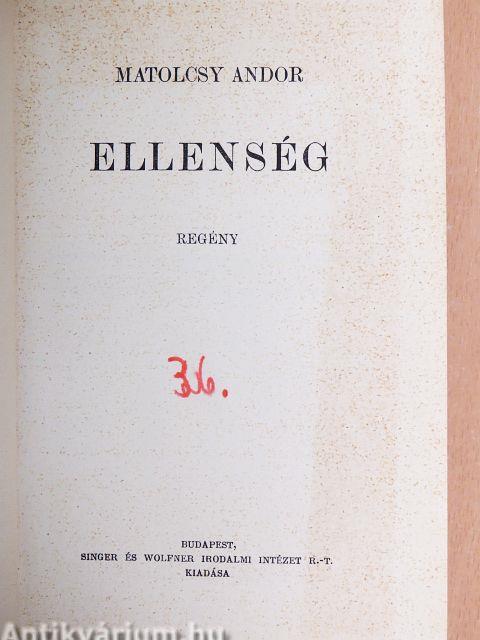 MATOLCSY ANDOR
ELLENSÉG
REGÉNY
36.
BUDAPEST,
SINGER ÉS WOLFNER IRODALMI INTÉZET R.-T.
KIADÁSA
Antikvárium.hu